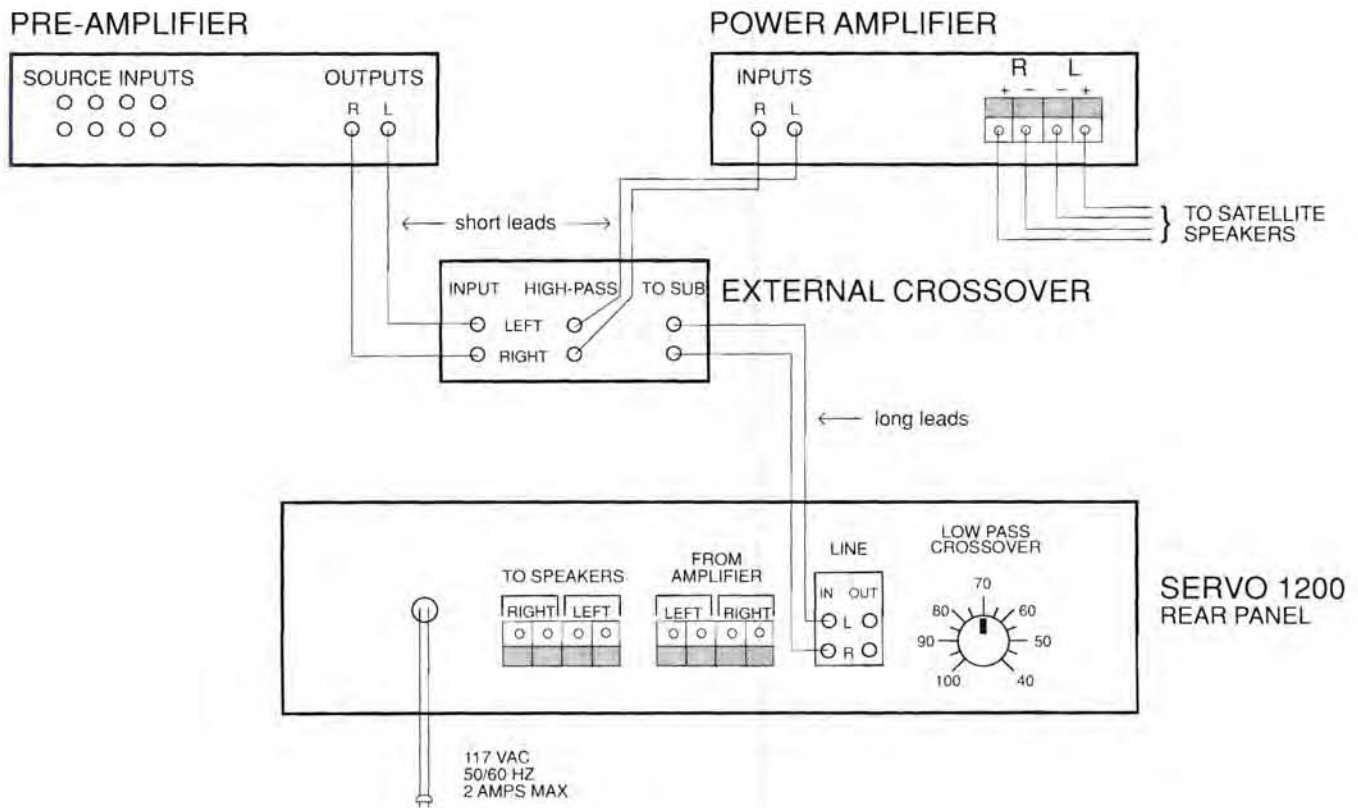 PRE-AMPLIFIER
SOURCE INPUTS
OUTPUTS
R L
POWER AMPLIFIER
INPUTS
R L
R L
+ − − +
TO SATELLITE
SPEAKERS
short leads
EXTERNAL CROSSOVER
INPUT HIGH-PASS TO SUB
LEFT
RIGHT
long leads
SERVO 1200
REAR PANEL
TO SPEAKERS
RIGHT LEFT
FROM
AMPLIFIER
LEFT RIGHT
LINE
IN OUT
L
R
LOW PASS
CROSSOVER
70
80 60
90 50
100 40
117 VAC
50/60 HZ
2 AMPS MAX